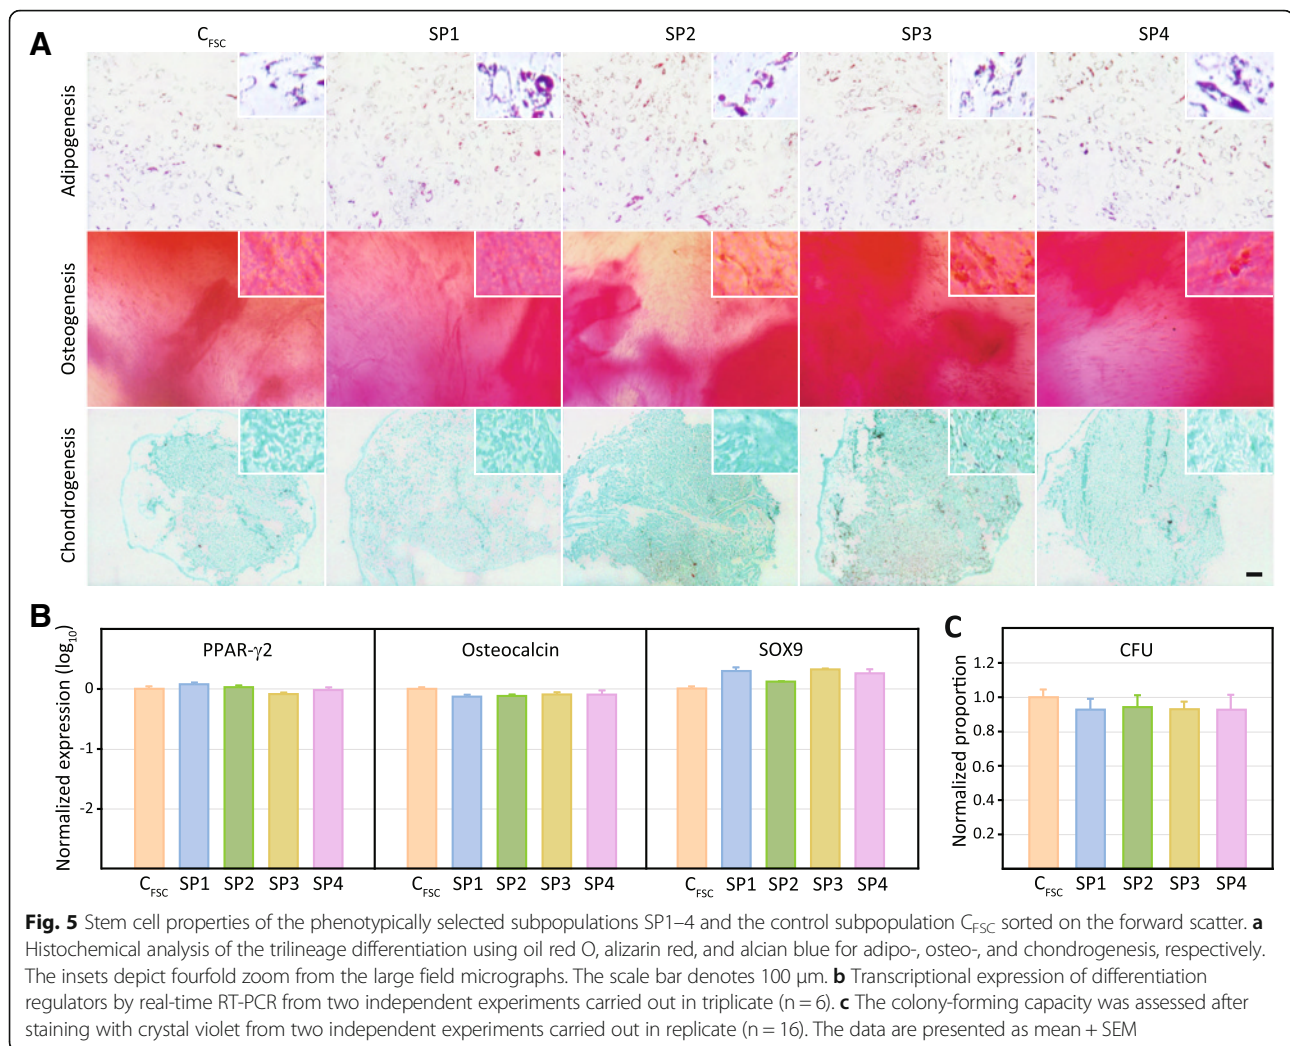 A
C_FSC SP1 SP2 SP3 SP4
Adipogenesis
Osteogenesis
Chondrogenesis
B
Normalized expression (log_10)
PPAR-γ2 Osteocalcin SOX9
0
-1
-2
C_FSC SP1 SP2 SP3 SP4 C_FSC SP1 SP2 SP3 SP4 C_FSC SP1 SP2 SP3 SP4
C
Normalized proportion
CFU
1.2
1.0
0.8
0.6
0.4
0.2
C_FSC SP1 SP2 SP3 SP4
Fig. 5 Stem cell properties of the phenotypically selected subpopulations SP1–4 and the control subpopulation C_FSC sorted on the forward scatter. a
Histochemical analysis of the trilineage differentiation using oil red O, alizarin red, and alcian blue for adipo-, osteo-, and chondrogenesis, respectively.
The insets depict fourfold zoom from the large field micrographs. The scale bar denotes 100 μm. b Transcriptional expression of differentiation
regulators by real-time RT-PCR from two independent experiments carried out in triplicate (n = 6). c The colony-forming capacity was assessed after
staining with crystal violet from two independent experiments carried out in replicate (n = 16). The data are presented as mean + SEM